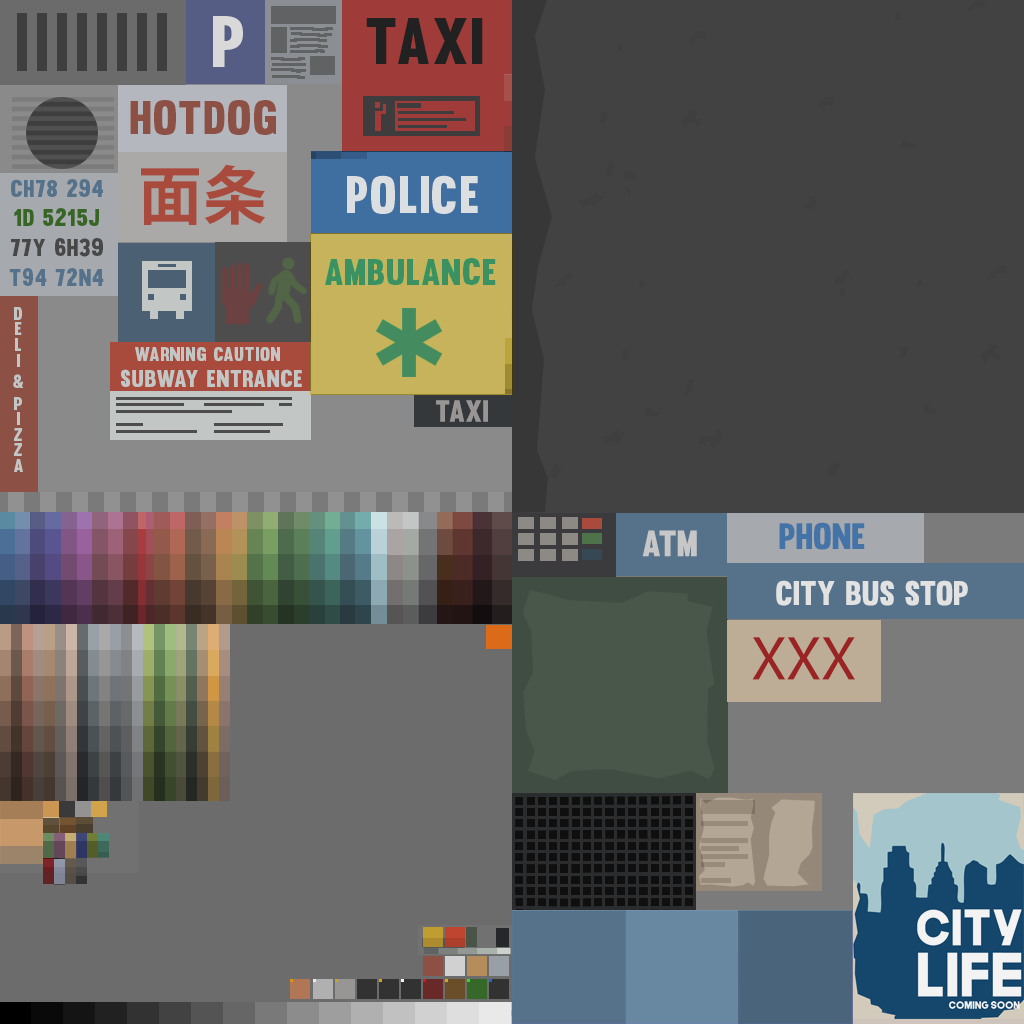 P
TAXI
HOTDOG
面条
POLICE
CH78 294
1D 5215J
77Y 6H39
T94 72N4
AMBULANCE
DELI & PIZZA
WARNING CAUTION
SUBWAY ENTRANCE
TAXI
ATM
PHONE
CITY BUS STOP
XXX
CITY
LIFE
COMING SOON